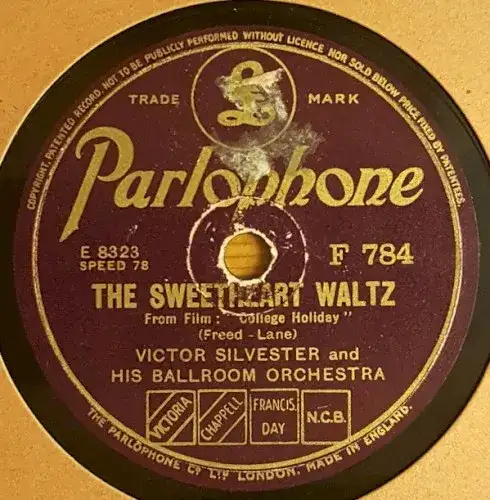 COPYRIGHT, PATENTED RECORD. NOT TO BE PUBLICLY PERFORMED WITHOUT LICENCE NOR SOLD BELOW PRICE FIXED BY PATENTEES.
£
TRADE MARK
Parlophone
E 8323
SPEED 78
F 784
THE SWEETHEART WALTZ
From Film: "College Holiday"
(Freed - Lane)
VICTOR SILVESTER and
HIS BALLROOM ORCHESTRA
VICTORIA
CHAPPELL
FRANCIS, DAY
N.C.B.
THE PARLOPHONE Co. LTD. LONDON. MADE IN ENGLAND.